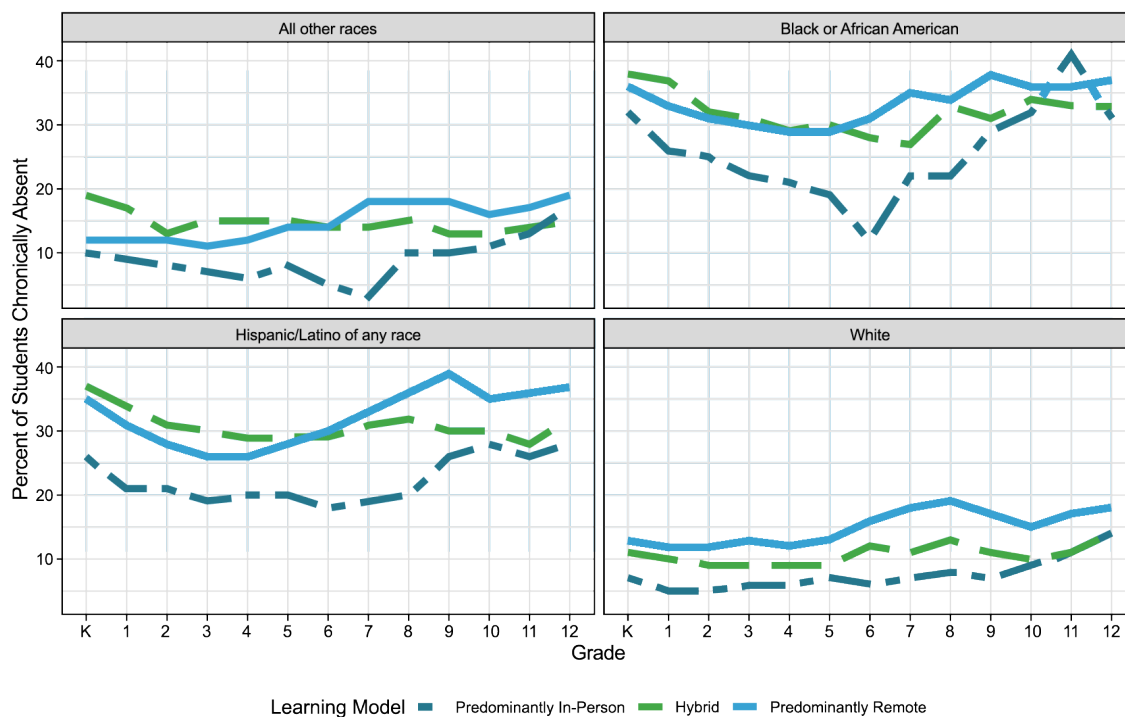 All other races
Black or African American
40
30
20
10
Percent of Students Chronically Absent
Hispanic/Latino of any race
White
40
30
20
10
K 1 2 3 4 5 6 7 8 9 10 11 12
K 1 2 3 4 5 6 7 8 9 10 11 12
Grade
Learning Model Predominantly In-Person Hybrid Predominantly Remote